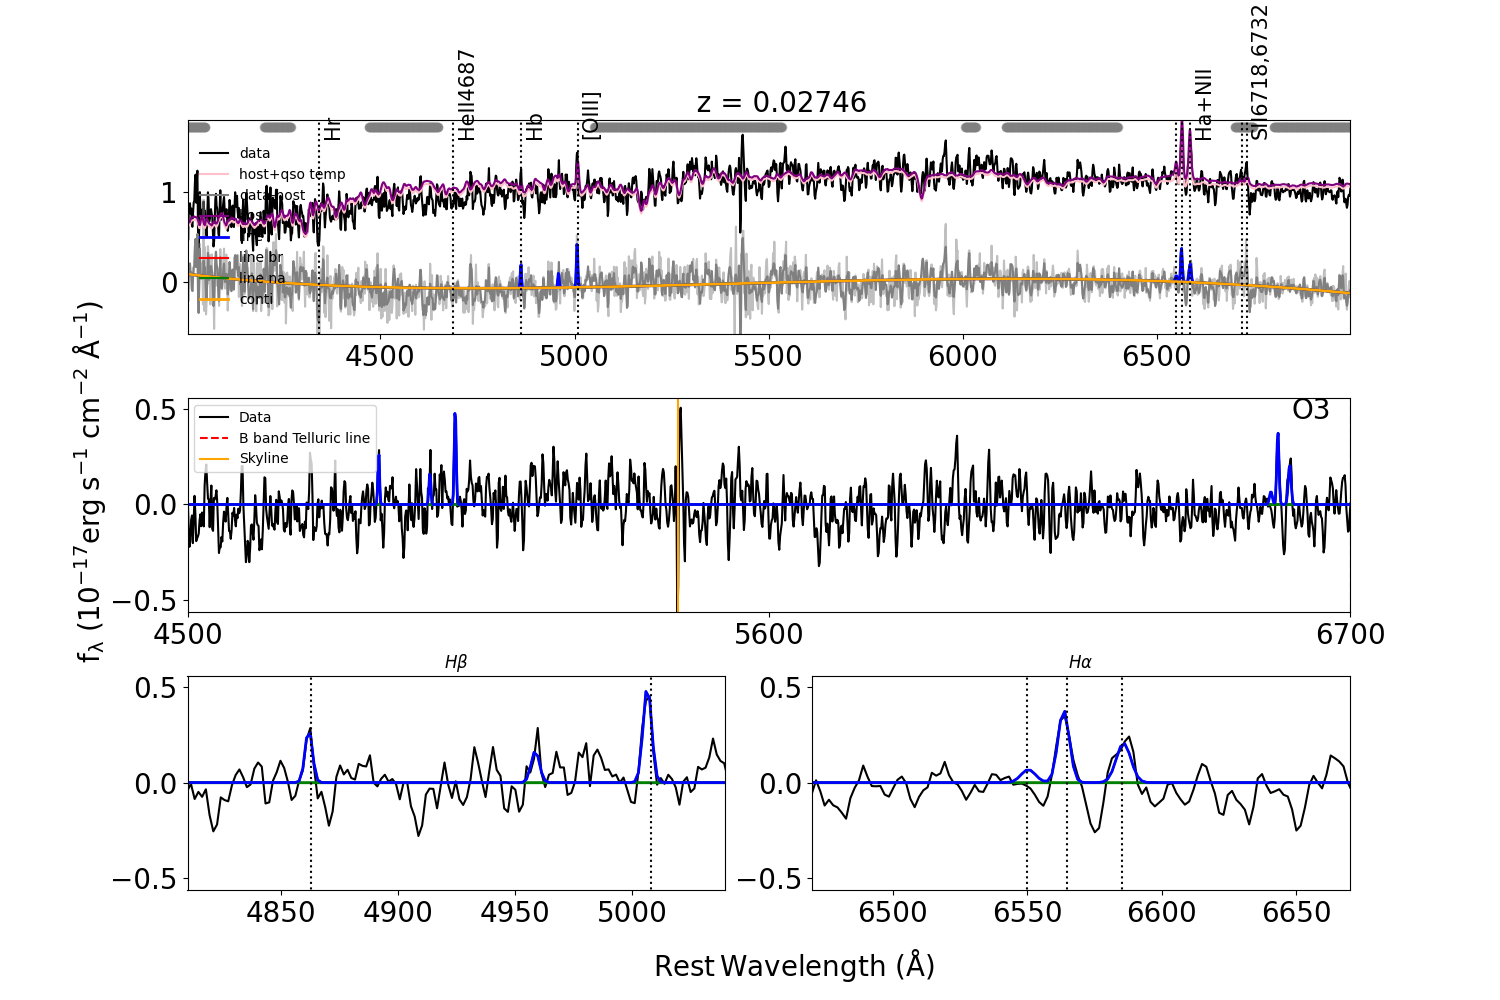 z = 0.02746
Hr
HeII4687
Hb
[OIII]
Ha+NII
SII6718,6732
data
host+qso temp
data-host
host
line br
line na
conti
1
0
4500
5000
5500
6000
6500
fλ (10−17erg s−1 cm−2 Å−1)
O3
Data
B band Telluric line
Skyline
0.5
0.0
−0.5
4500
5600
6700
Hβ
0.5
0.0
−0.5
4850
4900
4950
5000
Hα
0.5
0.0
−0.5
6500
6550
6600
6650
Rest Wavelength (Å)